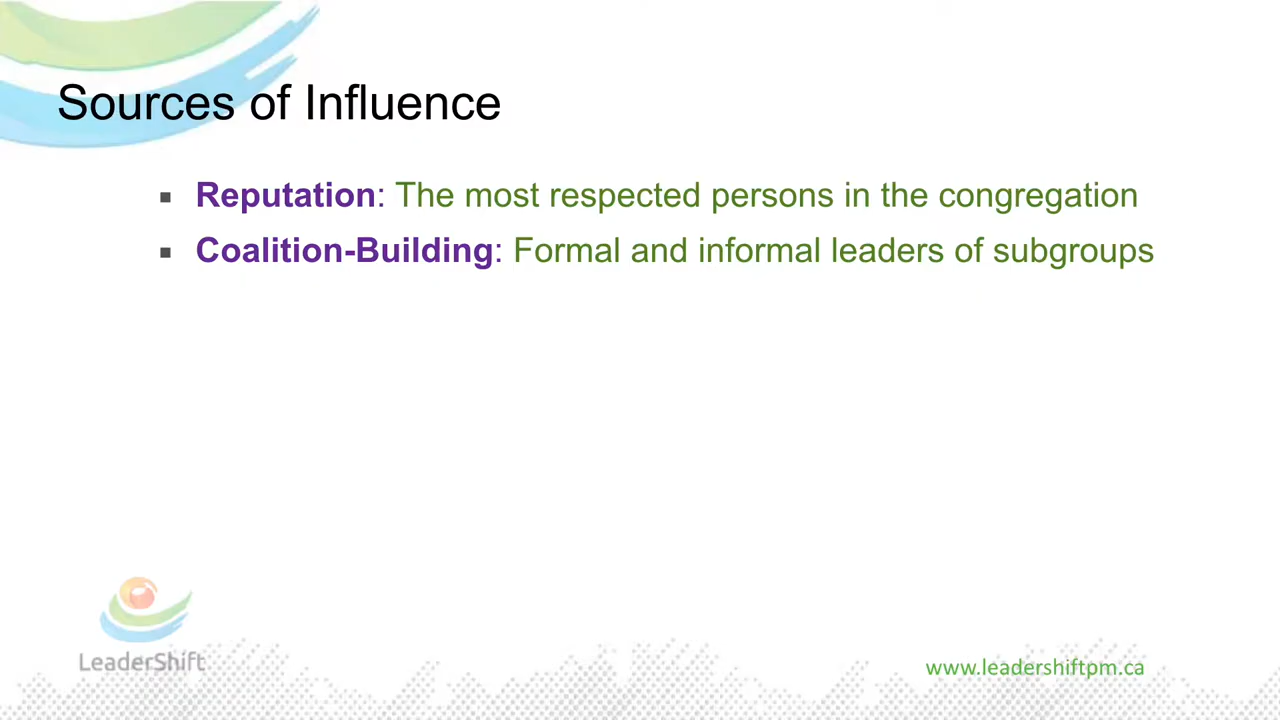 Sources of Influence
▪ Reputation: The most respected persons in the congregation
▪ Coalition-Building: Formal and informal leaders of subgroups
LeaderShift
www.leadershiftpm.ca